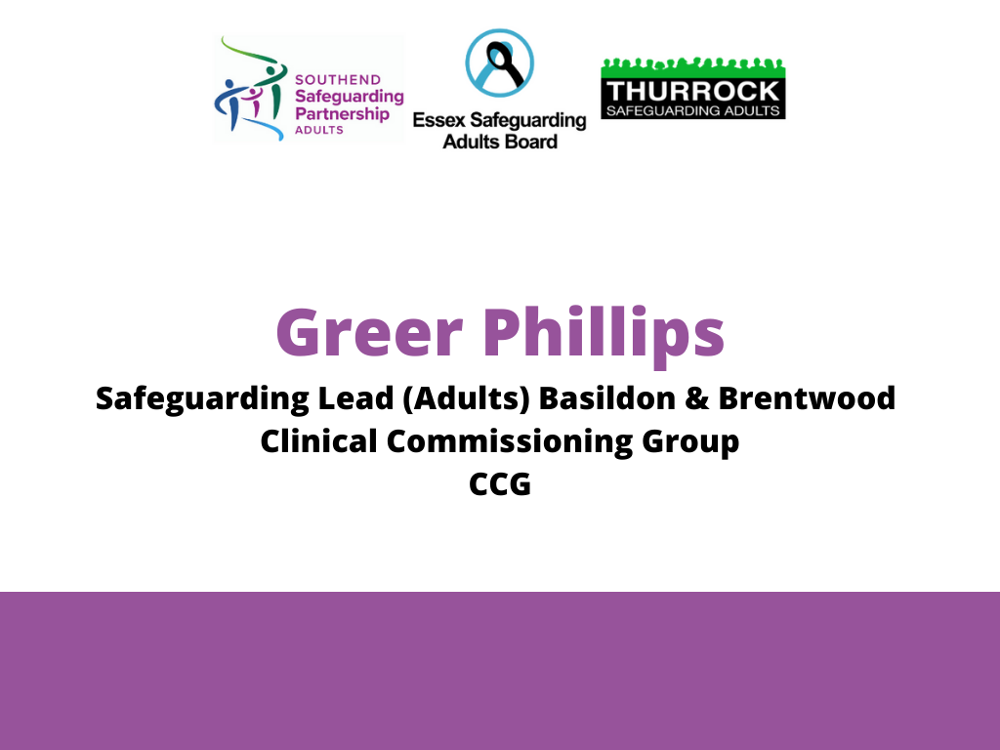 SOUTHEND
Safeguarding
Partnership
ADULTS
Essex Safeguarding
Adults Board
THURROCK
SAFEGUARDING ADULTS
Greer Phillips
Safeguarding Lead (Adults) Basildon & Brentwood
Clinical Commissioning Group
CCG